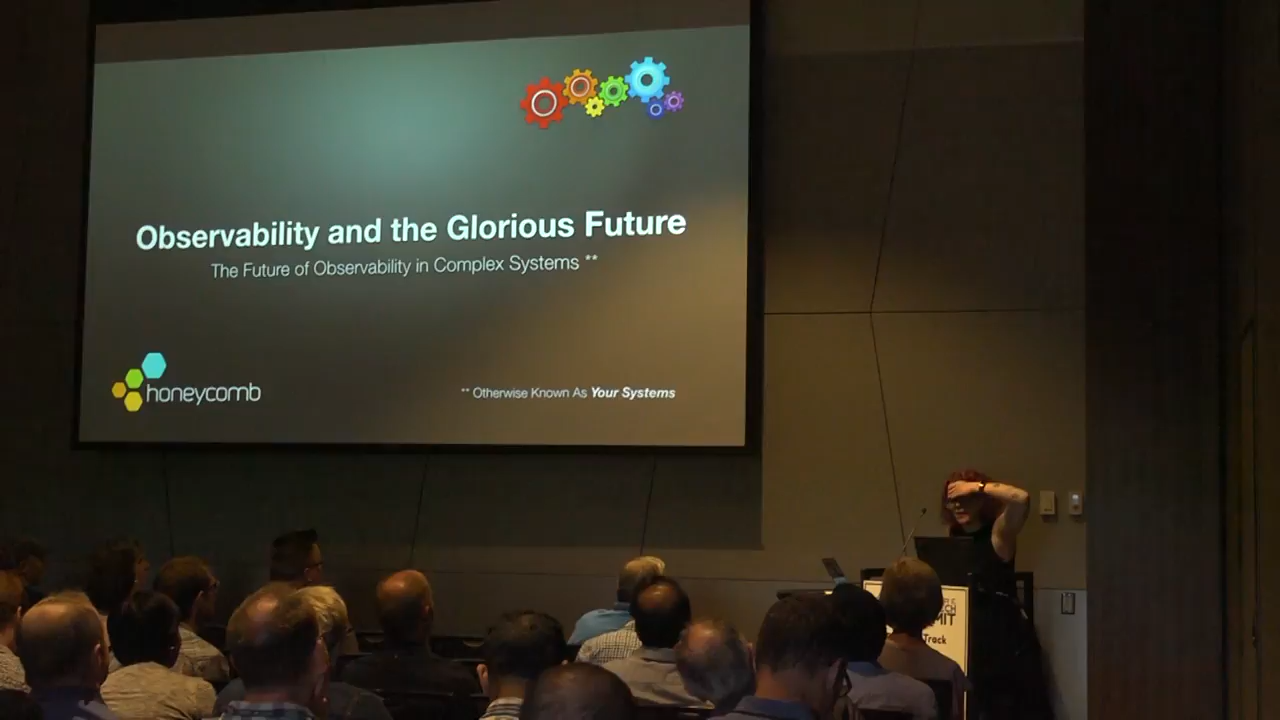 Observability and the Glorious Future
The Future of Observability in Complex Systems **
honeycomb
** Otherwise Known As Your Systems
Track